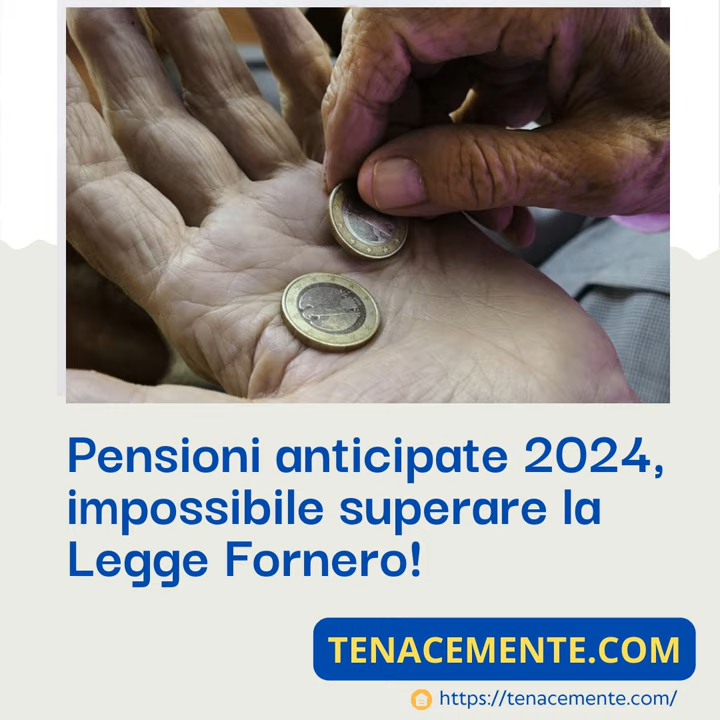 Pensioni anticipate 2024,
impossibile superare la
Legge Fornero!
TENACEMENTE.COM
https://tenacemente.com/